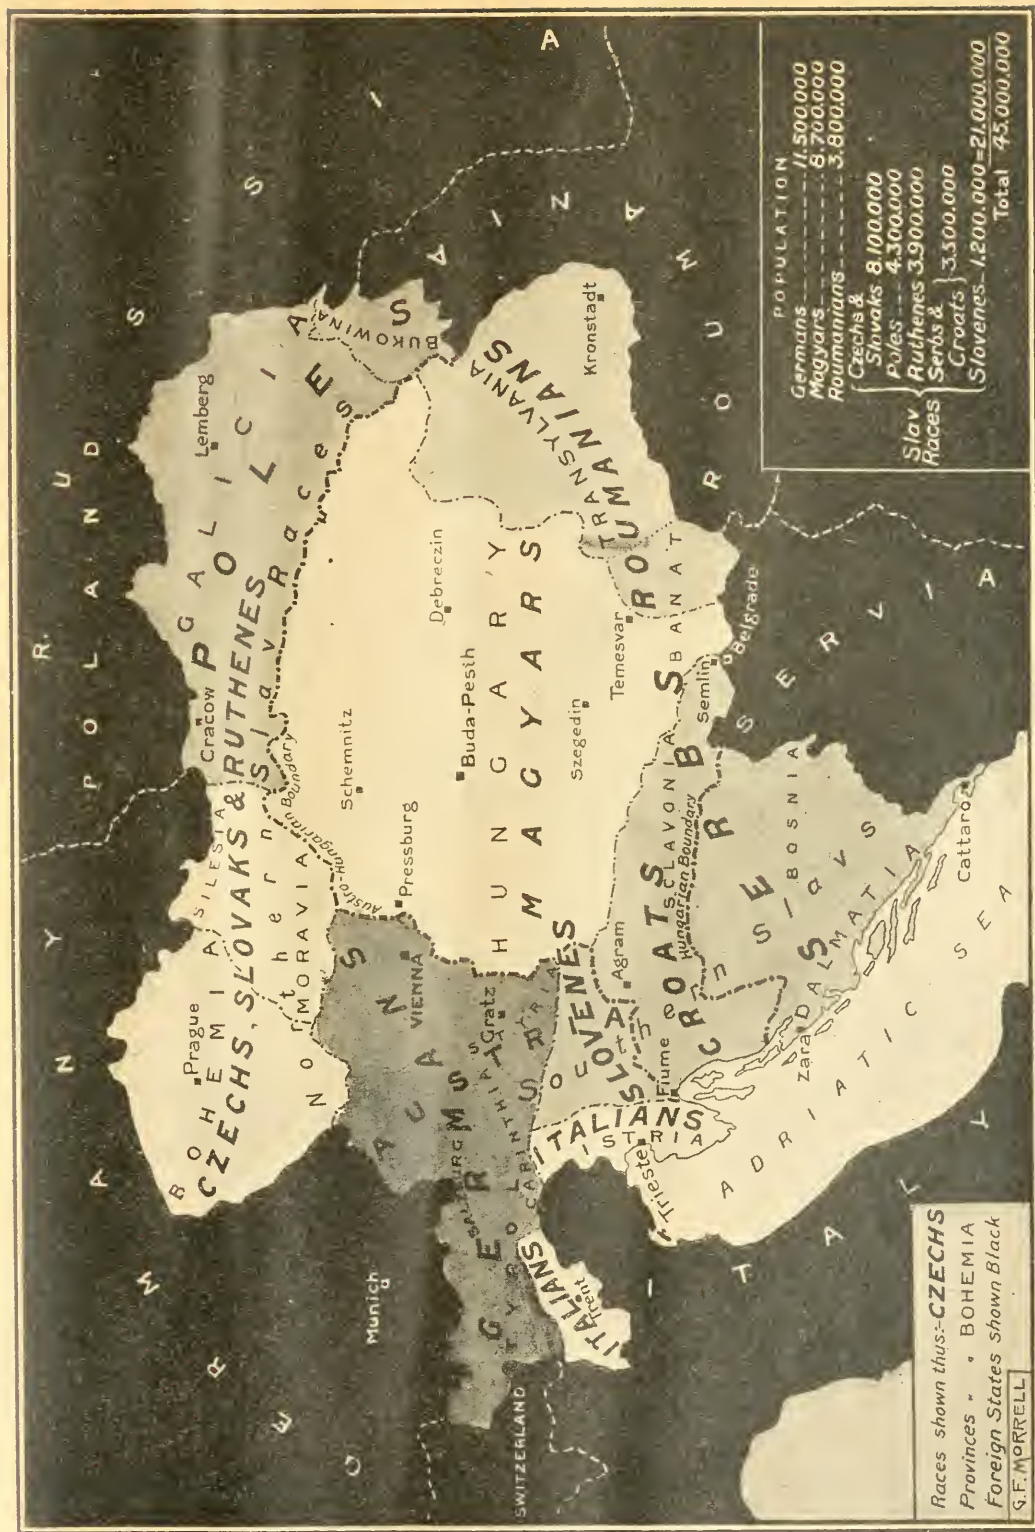 R. POLAND
RUSSIA
GERMANY
BOHEMIA
Prague
CZECHS, SLOVAKS & RUTHENES
SILESIA
MORAVIA
Northern Slav Races
Austro-Hungarian Boundary
Cracow
GALICIA
POLES
Lemberg
BUKOWINA
Munich
SWITZERLAND
GERMANS
AUSTRIA
VIENNA
SALZBURG
TYROL
CARINTHIA
STYRIA
Gratz
ITALIANS
Trent
Pressburg
Schemnitz
Buda-Pesth
Debreczin
HUNGARY
MAGYARS
Szegedin
Temesvar
BANAT
TRANSYLVANIA
ROUMANIANS
Kronstadt
ROUMANIA
SLOVENES
Southern Slavs
Agram
ITALIANS
ISTRIA
Trieste
Fiume
CROATS
SLAVONIA
Hungarian Boundary
SERBS
Semlin
Belgrade
SERBIA
BOSNIA
DALMATIA
Zara
Cattaro
ADRIATIC SEA
ITALY
Races shown thus:-CZECHS
Provinces " " BOHEMIA
Foreign States shown Black
G.F. MORRELL
POPULATION
Germans ---- 11.500.000
Magyars ---- 8.700.000
Roumanians ---- 3.800.000
Slav Races
Czechs &
Shvaks 8.100.000
Poles --- 4.300.000
Ruthenes 3.900.000
Serbs &
Croats } 3.500.000
Slovenes.. 1.200.000=21.000.000
Total 45.000.000